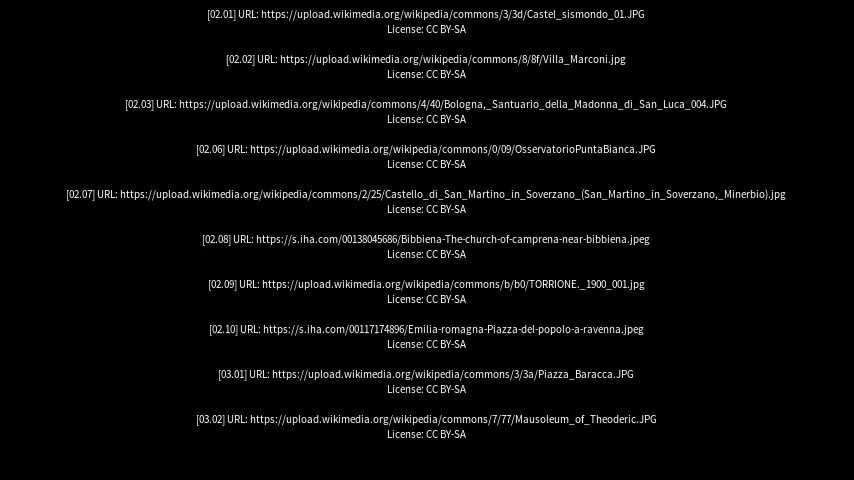 [02.01] URL: https://upload.wikimedia.org/wikipedia/commons/3/3d/Castel_sismondo_01.JPG
License: CC BY-SA
[02.02] URL: https://upload.wikimedia.org/wikipedia/commons/8/8f/Villa_Marconi.jpg
License: CC BY-SA
[02.03] URL: https://upload.wikimedia.org/wikipedia/commons/4/40/Bologna,_Santuario_della_Madonna_di_San_Luca_004.JPG
License: CC BY-SA
[02.06] URL: https://upload.wikimedia.org/wikipedia/commons/0/09/OsservatorioPuntaBianca.JPG
License: CC BY-SA
[02.07] URL: https://upload.wikimedia.org/wikipedia/commons/2/25/Castello_di_San_Martino_in_Soverzano_(San_Martino_in_Soverzano,_Minerbio).jpg
License: CC BY-SA
[02.08] URL: https://s.iha.com/00138045686/Bibbiena-The-church-of-camprena-near-bibbiena.jpeg
License: CC BY-SA
[02.09] URL: https://upload.wikimedia.org/wikipedia/commons/b/b0/TORRIONE._1900_001.jpg
License: CC BY-SA
[02.10] URL: https://s.iha.com/00117174896/Emilia-romagna-Piazza-del-popolo-a-ravenna.jpeg
License: CC BY-SA
[03.01] URL: https://upload.wikimedia.org/wikipedia/commons/3/3a/Piazza_Baracca.JPG
License: CC BY-SA
[03.02] URL: https://upload.wikimedia.org/wikipedia/commons/7/77/Mausoleum_of_Theoderic.JPG
License: CC BY-SA